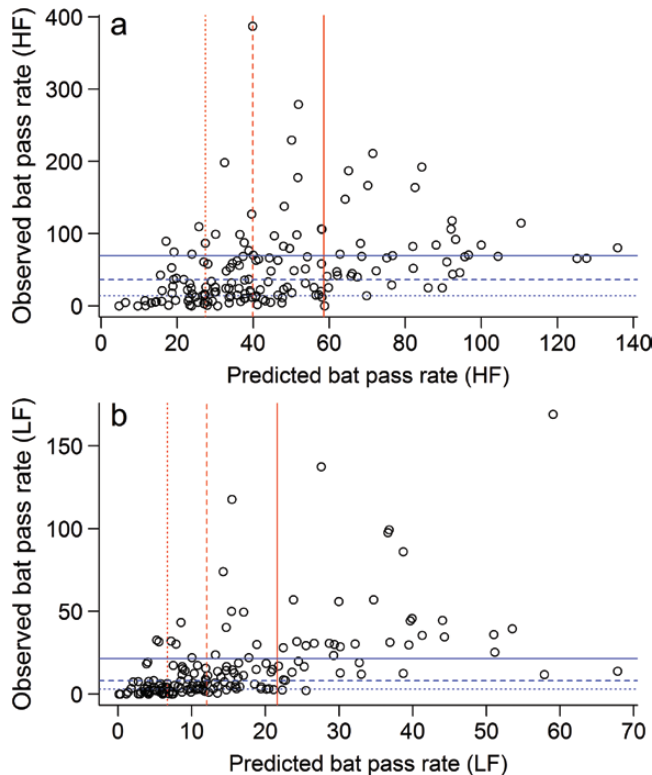 a
Observed bat pass rate (HF)
400
300
200
100
0
0 20 40 60 80 100 120 140
Predicted bat pass rate (HF)
b
Observed bat pass rate (LF)
150
100
50
0
0 10 20 30 40 50 60 70
Predicted bat pass rate (LF)